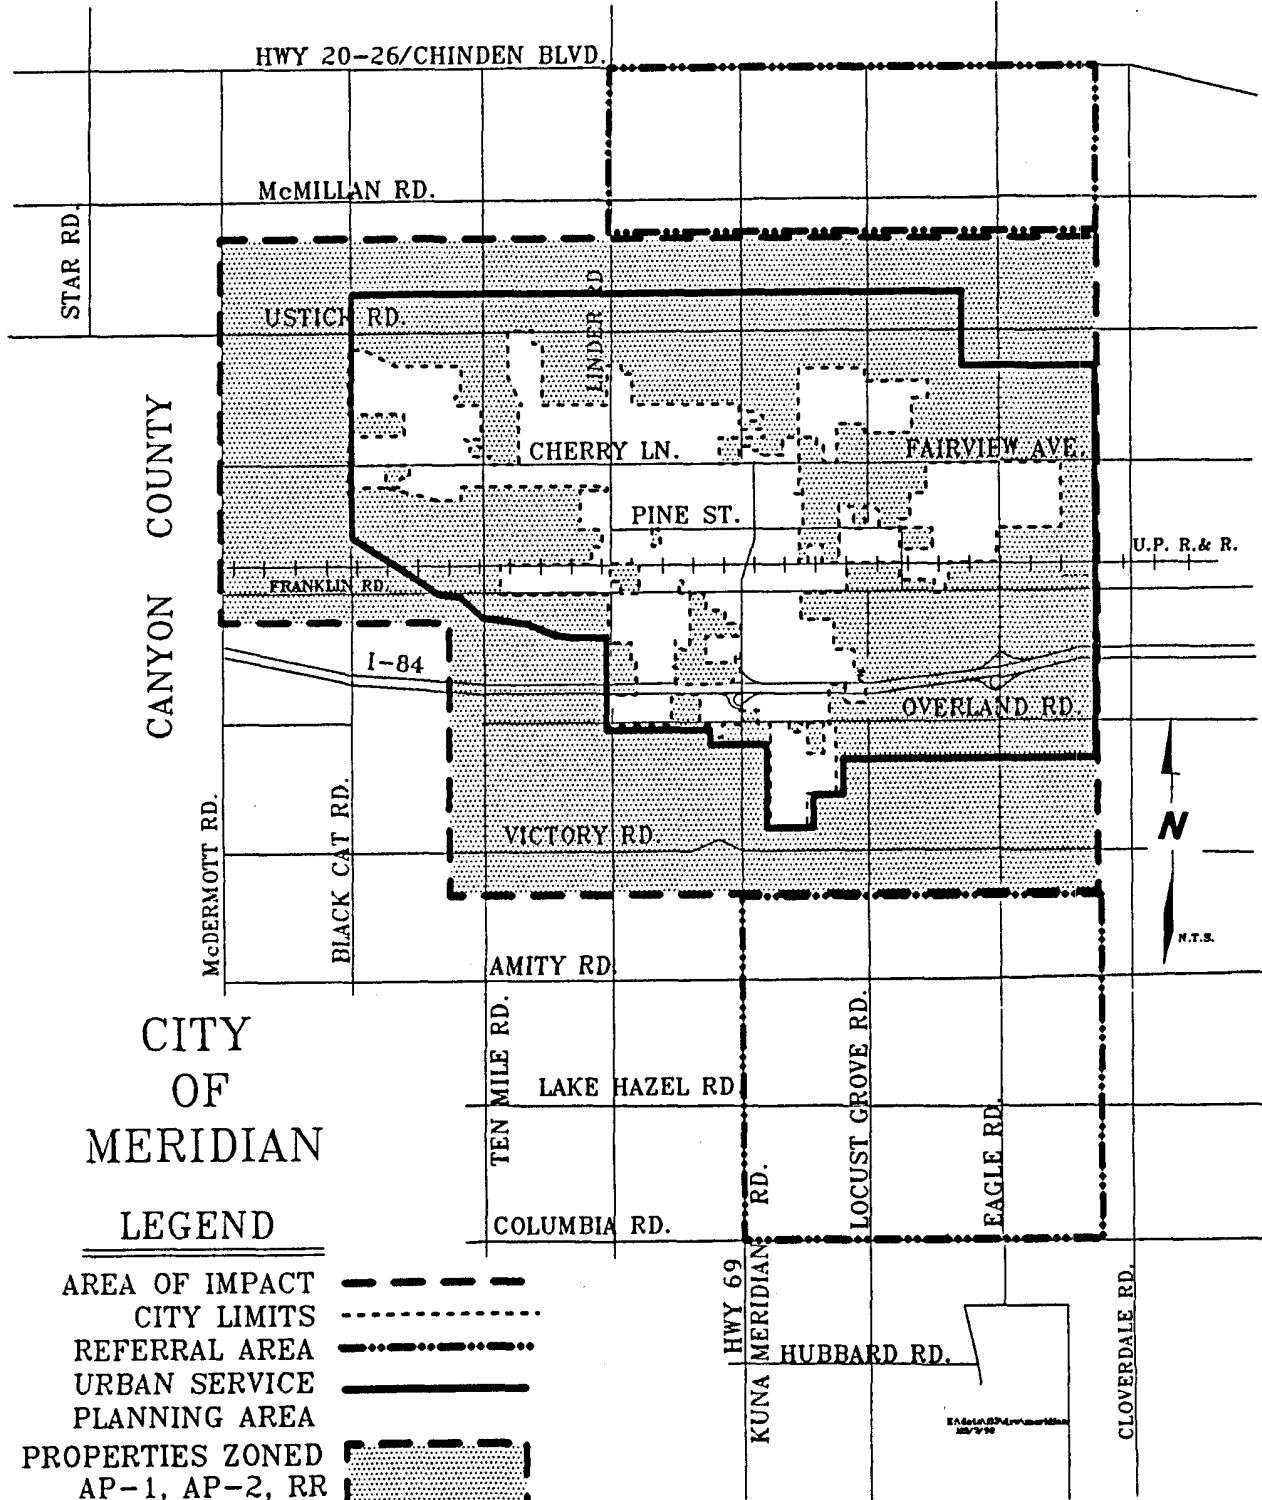 HWY 20-26/CHINDEN BLVD.
McMILLAN RD.
STAR RD.
LINDER RD
USTICK RD.
CANYON COUNTY
CHERRY LN.
FAIRVIEW AVE.
PINE ST.
U.P. R.& R.
FRANKLIN RD.
I-84
OVERLAND RD.
McDERMOTT RD.
BLACK CAT RD.
VICTORY RD.
N
N.T.S.
AMITY RD.
TEN MILE RD.
LAKE HAZEL RD.
LOCUST GROVE RD.
EAGLE RD.
COLUMBIA RD.
HWY 69
KUNA MERIDIAN RD.
HUBBARD RD.
CLOVERDALE RD.
CITY
OF
MERIDIAN
LEGEND
AREA OF IMPACT
CITY LIMITS
REFERRAL AREA
URBAN SERVICE
PLANNING AREA
PROPERTIES ZONED
AP-1, AP-2, RR